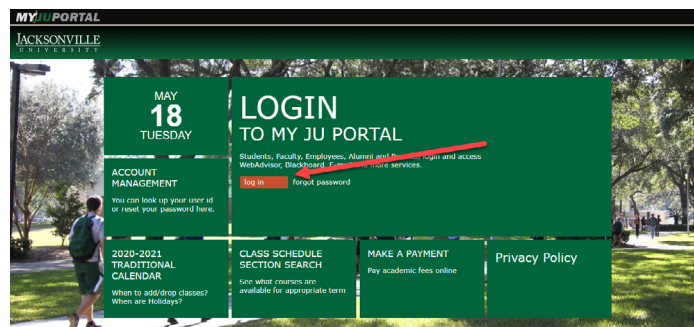 MYJUPORTAL
JACKSONVILLE
UNIVERSITY
MAY
18
TUESDAY
LOGIN
TO MY JU PORTAL
Students, Faculty, Employees, Alumni and login and access
WebAdvisor, Blackboard, more services.
log in
forgot password
ACCOUNT
MANAGEMENT
You can look up your user id
or reset your password here.
2020-2021
TRADITIONAL
CALENDAR
When to add/drop classes?
When are Holidays?
CLASS SCHEDULE
SECTION SEARCH
See what courses are
available for appropriate term
MAKE A PAYMENT
Pay academic fees online
Privacy Policy